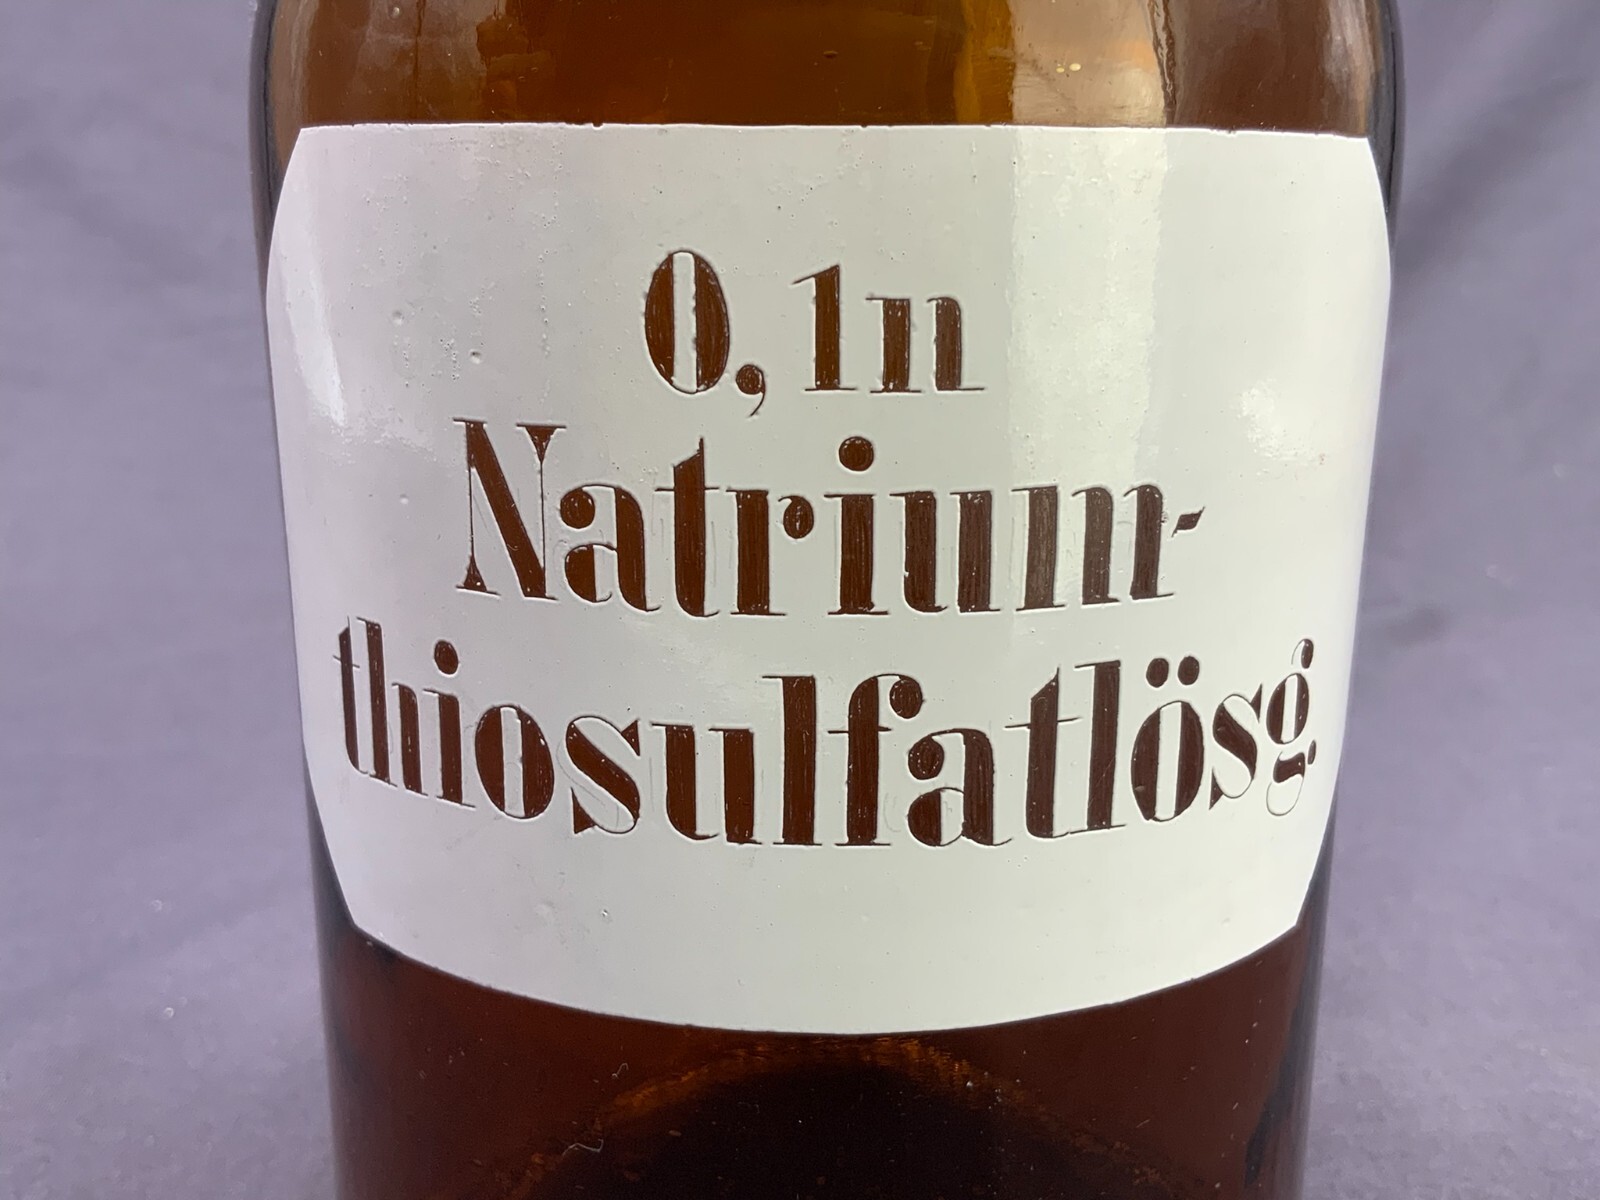 0,1n
Natrium-
thiosulfatlösg